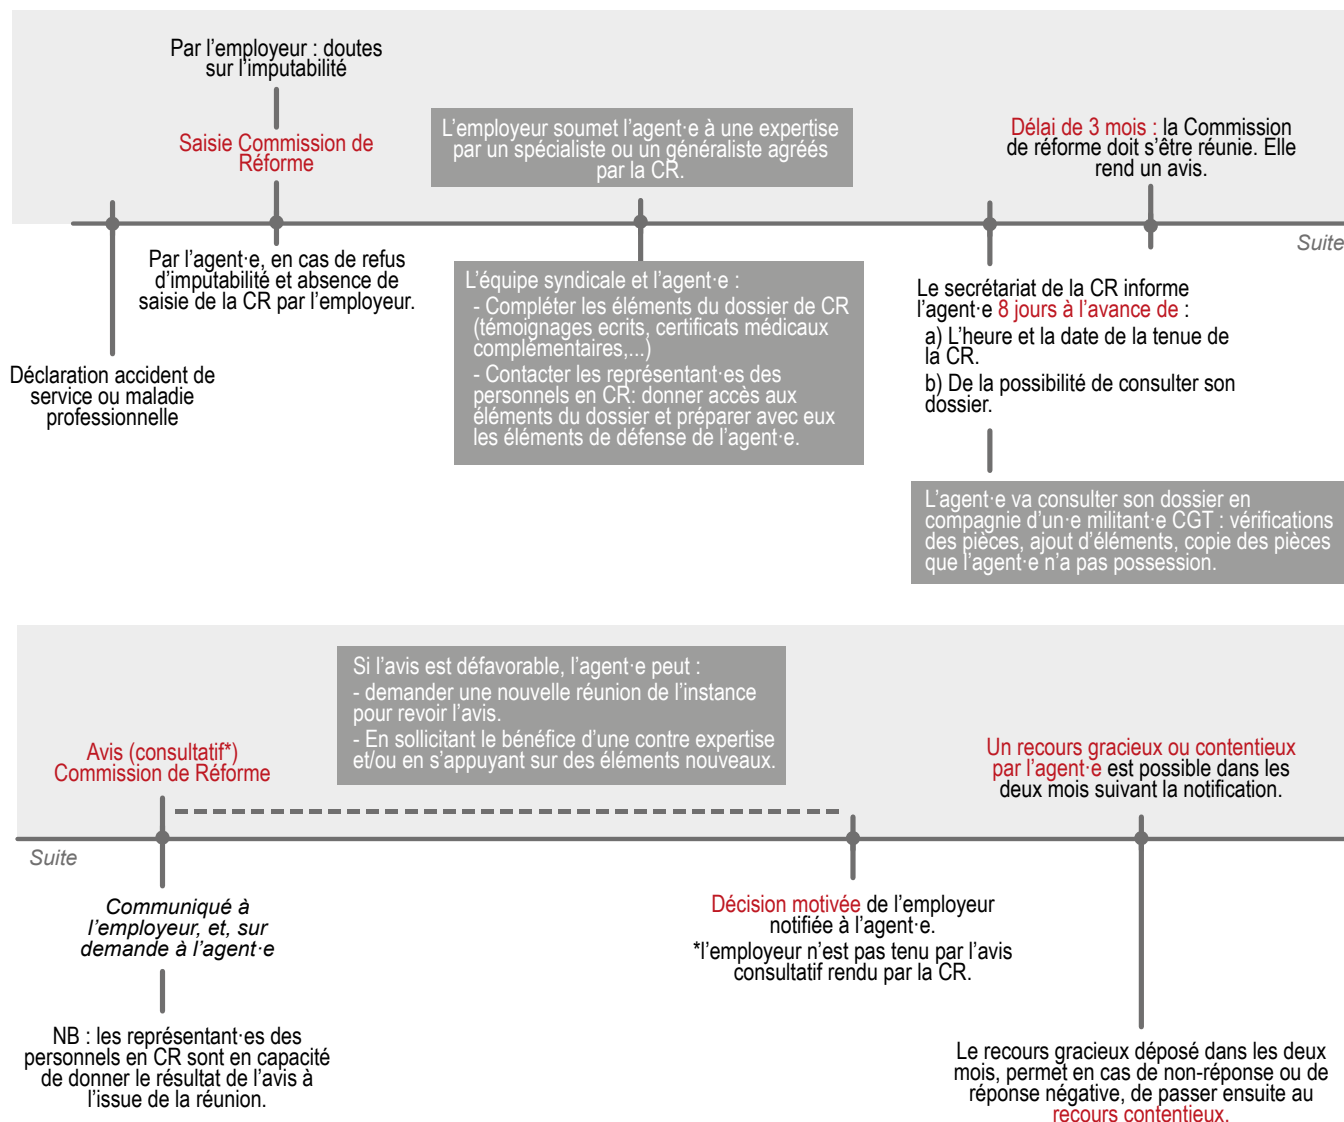 Par l’employeur : doutes
sur l’imputabilité
Saisie Commission de
Réforme
Par l’agent·e, en cas de refus
d’imputabilité et absence de
saisie de la CR par l’employeur.
Déclaration accident de
service ou maladie
professionnelle
L’employeur soumet l’agent·e à une expertise
par un spécialiste ou un généraliste agréés
par la CR.
L’équipe syndicale et l’agent·e :
- Compléter les éléments du dossier de CR
(témoignages ecrits, certificats médicaux
complémentaires,...)
- Contacter les représentant·es des
personnels en CR: donner accès aux
éléments du dossier et préparer avec eux
les éléments de défense de l’agent·e.
Délai de 3 mois : la Commission
de réforme doit s’être réunie. Elle
rend un avis.
Suite
Le secrétariat de la CR informe
l’agent·e 8 jours à l’avance de :
a) L’heure et la date de la tenue de
la CR.
b) De la possibilité de consulter son
dossier.
L’agent·e va consulter son dossier en
compagnie d’un·e militant·e CGT : vérifications
des pièces, ajout d’éléments, copie des pièces
que l’agent·e n’a pas possession.
Si l’avis est défavorable, l’agent·e peut :
- demander une nouvelle réunion de l’instance
pour revoir l’avis.
- En sollicitant le bénéfice d’une contre expertise
et/ou en s’appuyant sur des éléments nouveaux.
Avis (consultatif*)
Commission de Réforme
Suite
Communiqué à
l’employeur, et, sur
demande à l’agent·e
NB : les représentant·es des
personnels en CR sont en capacité
de donner le résultat de l’avis à
l’issue de la réunion.
Décision motivée de l’employeur
notifiée à l’agent·e.
*l’employeur n’est pas tenu par l’avis
consultatif rendu par la CR.
Un recours gracieux ou contentieux
par l’agent·e est possible dans les
deux mois suivant la notification.
Le recours gracieux déposé dans les deux
mois, permet en cas de non-réponse ou de
réponse négative, de passer ensuite au
recours contentieux.